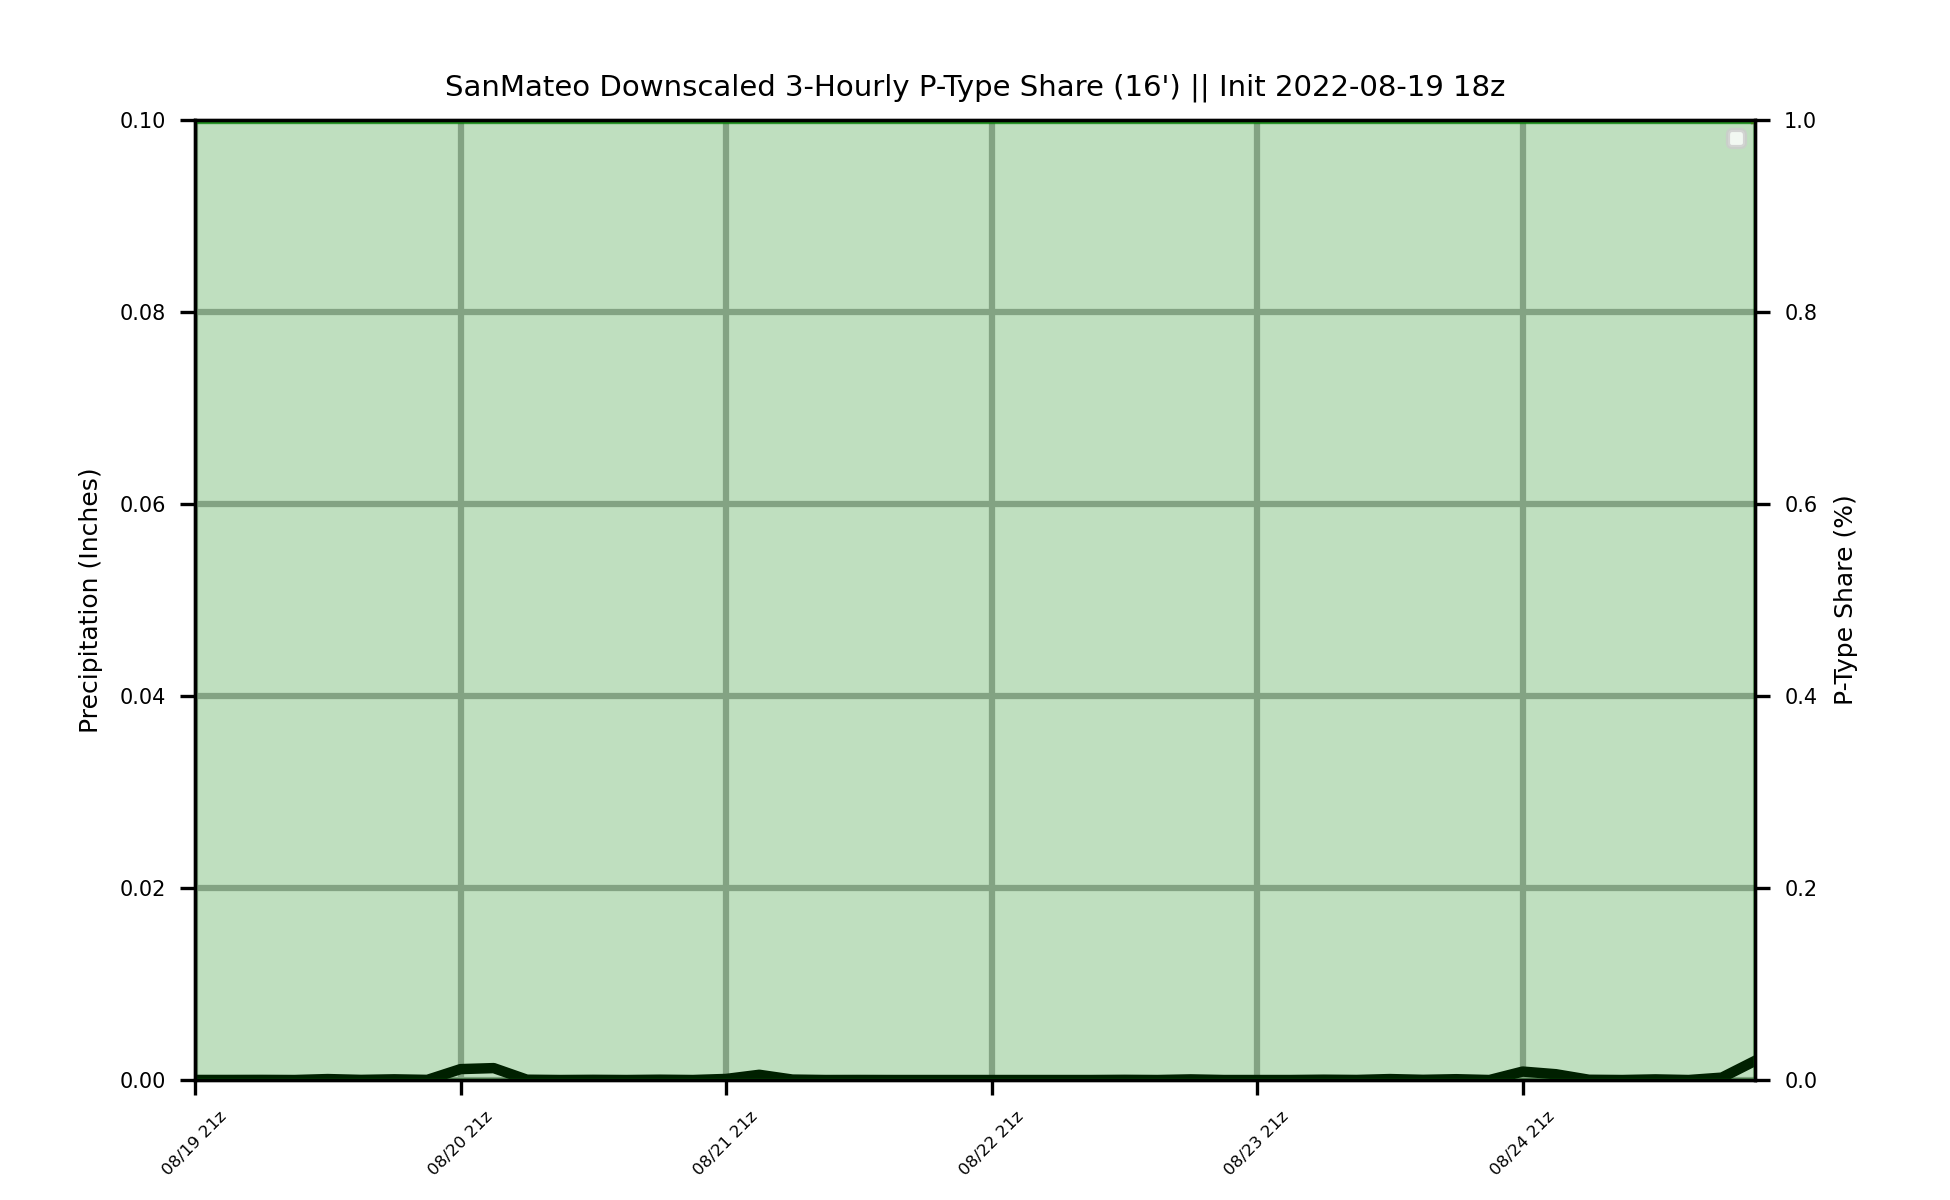 SanMateo Downscaled 3-Hourly P-Type Share (16') || Init 2022-08-19 18z
0.10
0.08
0.06
0.04
0.02
0.00
Precipitation (Inches)
1.0
0.8
0.6
0.4
0.2
0.0
P-Type Share (%)
08/19 21z
08/20 21z
08/21 21z
08/22 21z
08/23 21z
08/24 21z